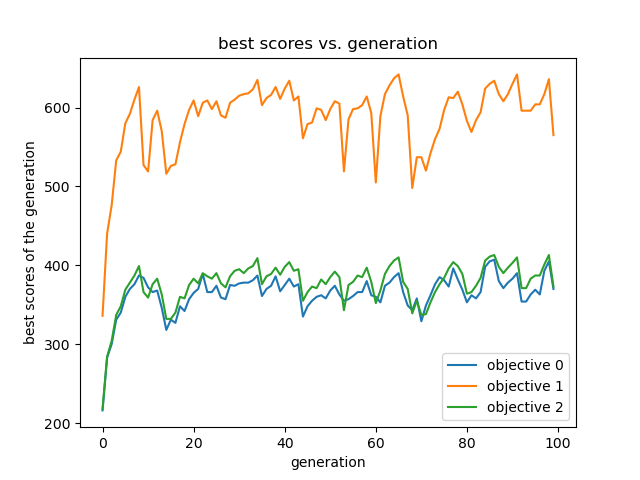 best scores vs. generation
best scores of the generation
600
500
400
300
200
0
20
40
60
80
100
generation
objective 0
objective 1
objective 2